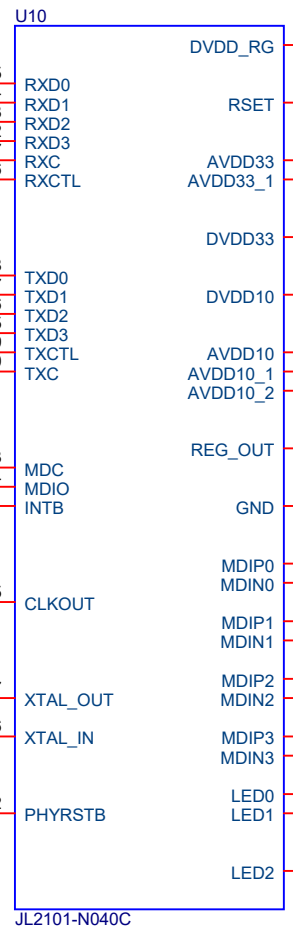 U10
DVDD_RG
RXD0
RXD1
RSET
RXD2
RXD3
RXC
AVDD33
RXCTL
AVDD33_1
DVDD33
TXD0
TXD1
DVDD10
TXD2
TXD3
TXCTL
AVDD10
TXC
AVDD10_1
AVDD10_2
REG_OUT
MDC
MDIO
INTB
GND
MDIP0
MDIN0
CLKOUT
MDIP1
MDIN1
MDIP2
XTAL_OUT
MDIN2
XTAL_IN
MDIP3
MDIN3
LED0
PHYRSTB
LED1
LED2
JL2101-N040C